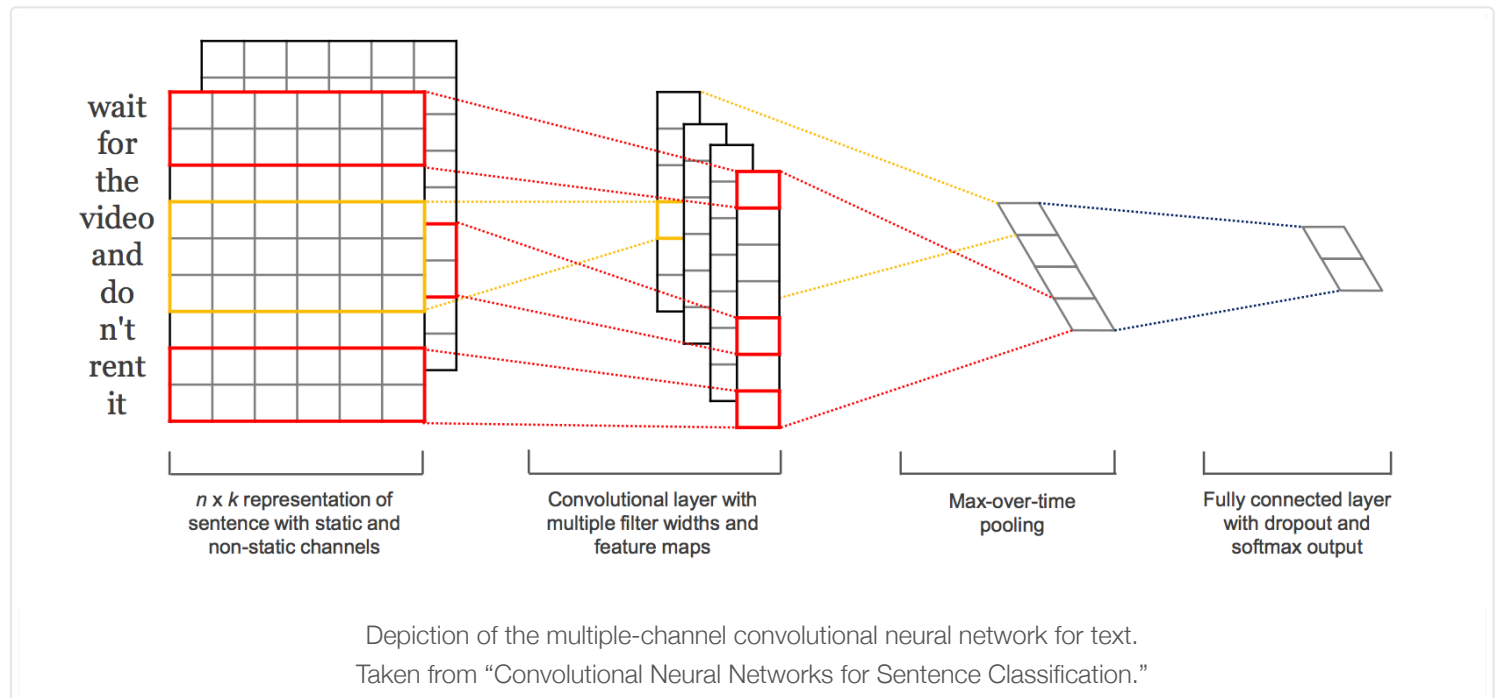 wait
for
the
video
and
do
n't
rent
it
n x k representation of
sentence with static and
non-static channels
Convolutional layer with
multiple filter widths and
feature maps
Max-over-time
pooling
Fully connected layer
with dropout and
softmax output
Depiction of the multiple-channel convolutional neural network for text.
Taken from “Convolutional Neural Networks for Sentence Classification.”